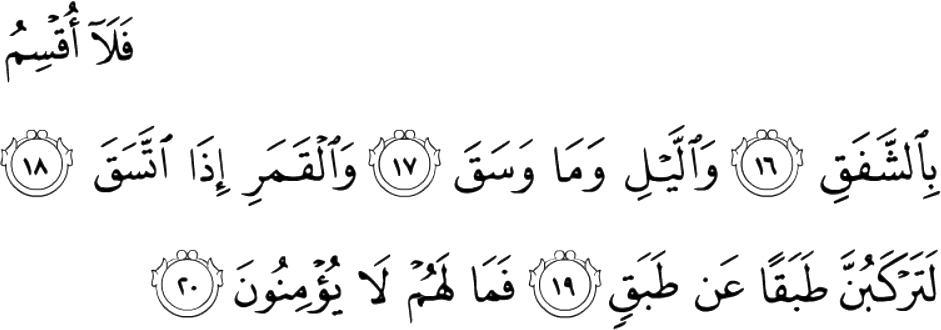 فَلَآ أُقْسِمُ
بِٱلشَّفَقِ ١٦ وَٱلَّيْلِ وَمَا وَسَقَ ١٧ وَٱلْقَمَرِ إِذَا ٱتَّسَقَ ١٨
لَتَرْكَبُنَّ طَبَقًا عَن طَبَقٍ ١٩ فَمَا لَهُمْ لَا يُؤْمِنُونَ ٢٠